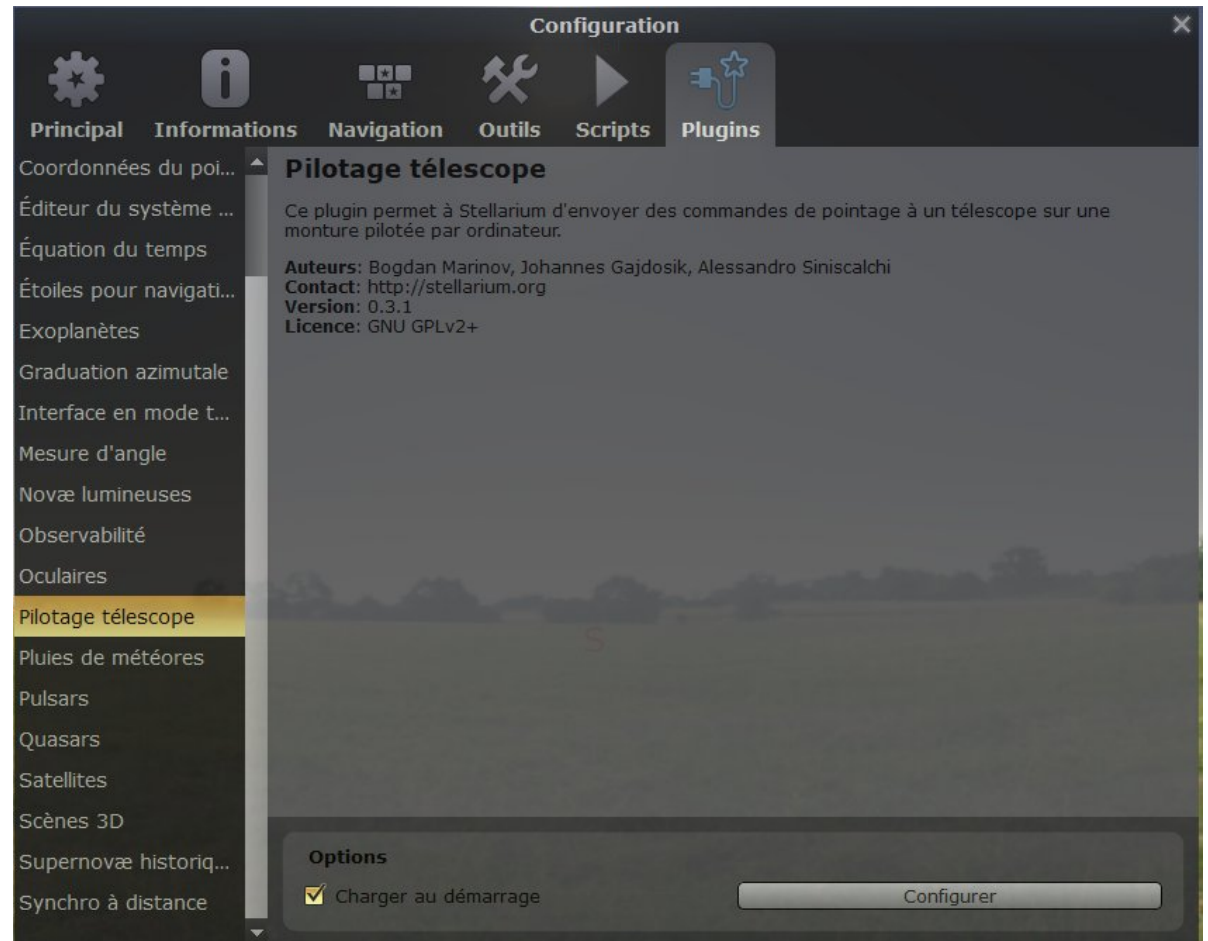 Configuration
Principal Informations Navigation Outils Scripts Plugins
Coordonnées du poi...
Éditeur du système ...
Équation du temps
Étoiles pour navigati...
Exoplanètes
Graduation azimutale
Interface en mode t...
Mesure d'angle
Novæ lumineuses
Observabilité
Oculaires
Pilotage télescope
Pluies de météores
Pulsars
Quasars
Satellites
Scènes 3D
Supernovæ historiq...
Synchro à distance
Pilotage télescope
Ce plugin permet à Stellarium d'envoyer des commandes de pointage à un télescope sur une
monture pilotée par ordinateur.
Auteurs: Bogdan Marinov, Johannes Gajdosik, Alessandro Siniscalchi
Contact: http://stellarium.org
Version: 0.3.1
Licence: GNU GPLv2+
S
Options
Charger au démarrage
Configurer